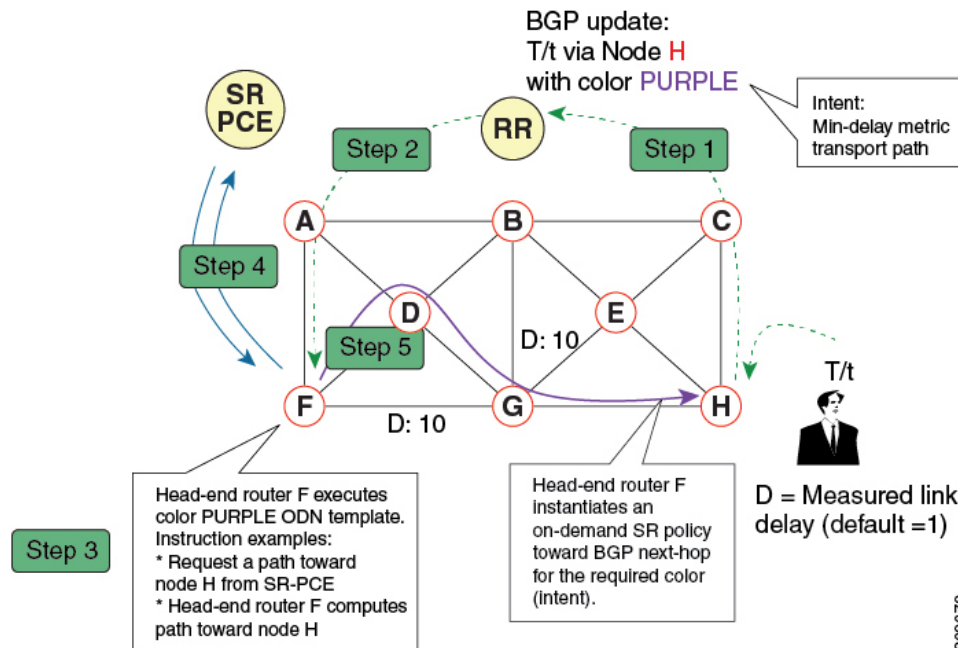 BGP update:
T/t via Node H
with color PURPLE
Intent:
Min-delay metric
transport path
SR
PCE
RR
Step 2
Step 1
A
B
C
Step 4
D
E
Step 5
D: 10
T/t
F
G
H
D: 10
D = Measured link
delay (default =1)
Step 3
Head-end router F executes
color PURPLE ODN template.
Instruction examples:
* Request a path toward
node H from SR-PCE
* Head-end router F computes
path toward node H
Head-end router F
instantiates an
on-demand SR policy
toward BGP next-hop
for the required color
(intent).